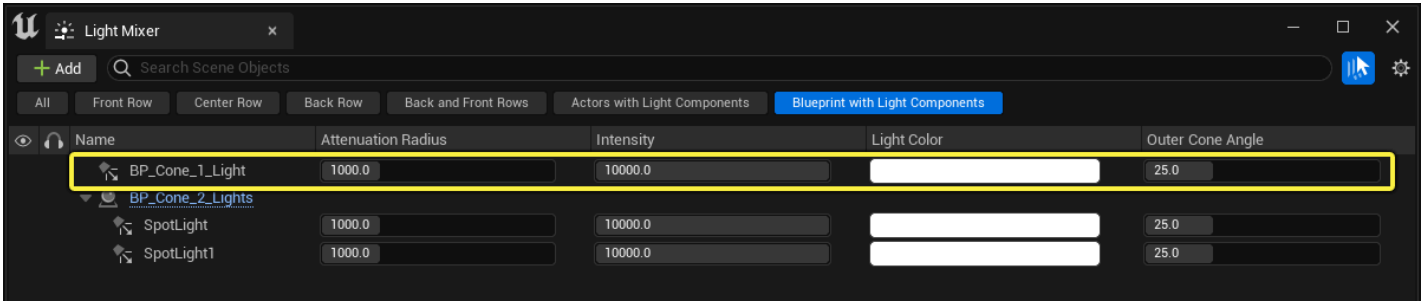 Light Mixer
Add Search Scene Objects
All Front Row Center Row Back Row Back and Front Rows Actors with Light Components Blueprint with Light Components
Name Attenuation Radius Intensity Light Color Outer Cone Angle
BP_Cone_1_Light 1000.0 10000.0 25.0
BP_Cone_2_Lights
SpotLight 1000.0 10000.0 25.0
SpotLight1 1000.0 10000.0 25.0